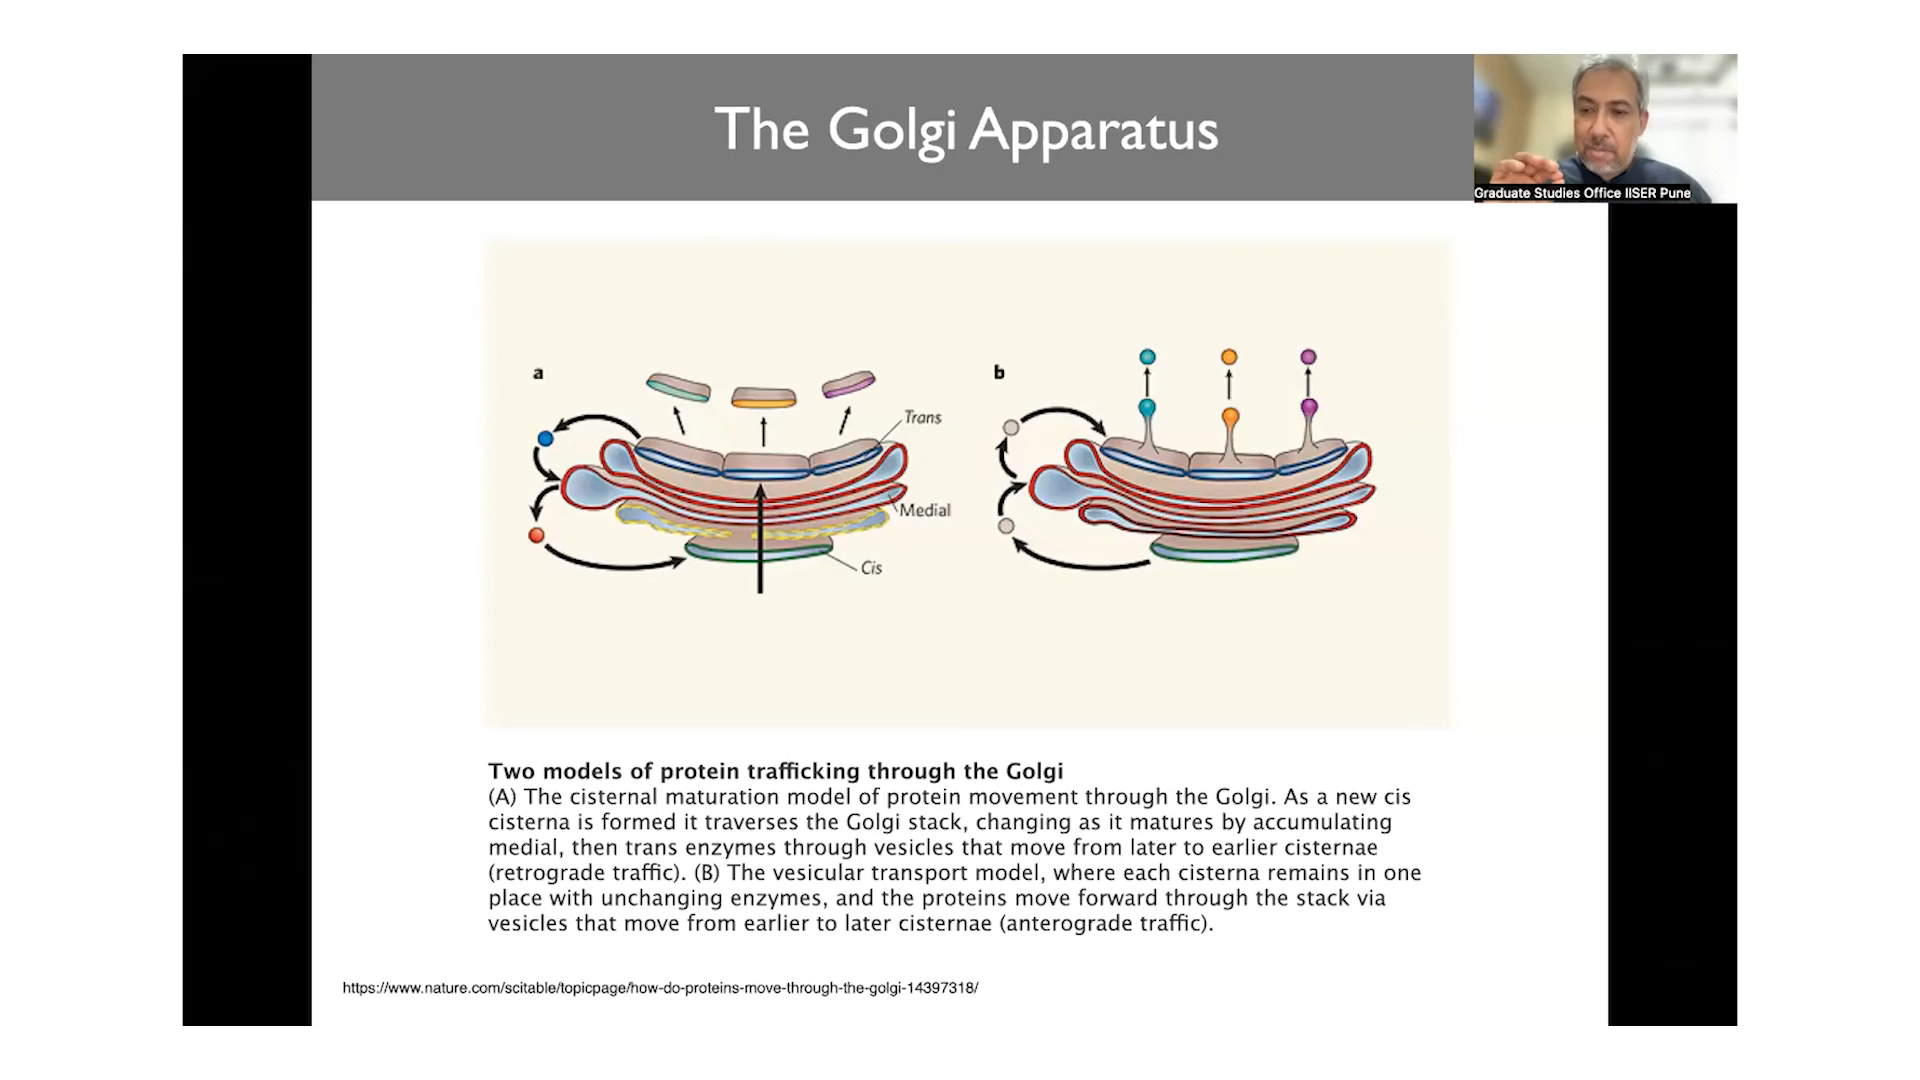 The Golgi Apparatus
Graduate Studies Office IISER Pune
a
b
Trans
Medial
Cis
Two models of protein trafficking through the Golgi
(A) The cisternal maturation model of protein movement through the Golgi. As a new cis
cisterna is formed it traverses the Golgi stack, changing as it matures by accumulating
medial, then trans enzymes through vesicles that move from later to earlier cisternae
(retrograde traffic). (B) The vesicular transport model, where each cisterna remains in one
place with unchanging enzymes, and the proteins move forward through the stack via
vesicles that move from earlier to later cisternae (anterograde traffic).
https://www.nature.com/scitable/topicpage/how-do-proteins-move-through-the-golgi-14397318/